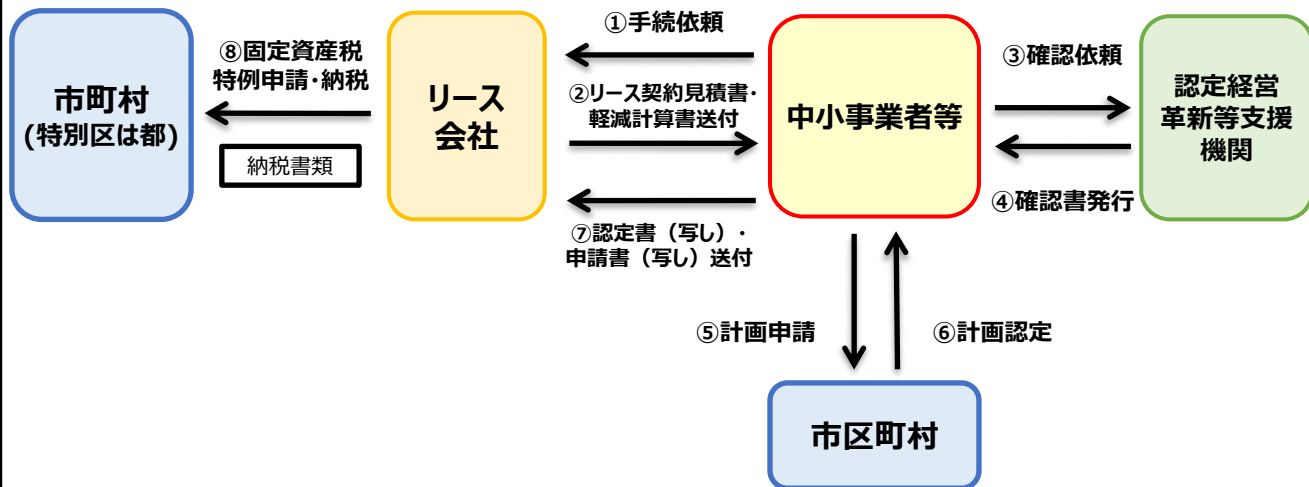 ①手続依頼
⑧固定資産税
特例申請・納税
市町村
(特別区は都)
納税書類
リース
会社
②リース契約見積書・
軽減計算書送付
中小事業者等
③確認依頼
認定経営
革新等支援
機関
④確認書発行
⑦認定書（写し）・
申請書（写し）送付
⑤計画申請
⑥計画認定
市区町村